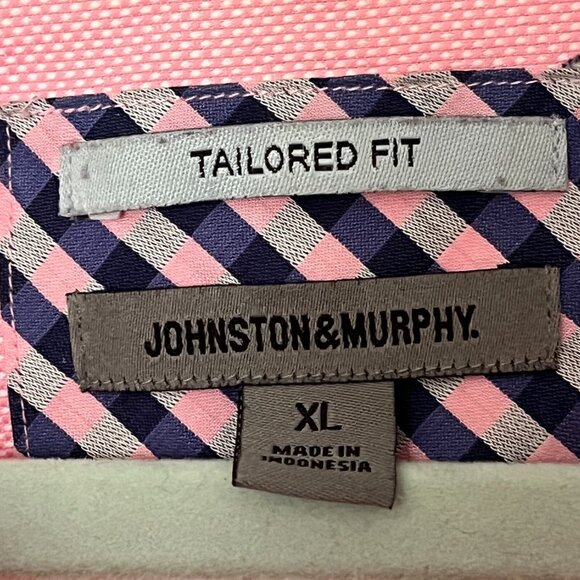 TAILORED FIT
JOHNSTON&MURPHY.
XL
MADE IN
INDONESIA